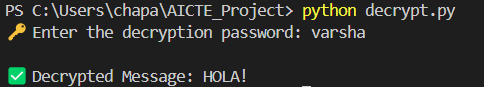 PS C:\Users\chapa\AICTE_Project> python decrypt.py
🔑 Enter the decryption password: varsha
✅ Decrypted Message: HOLA!